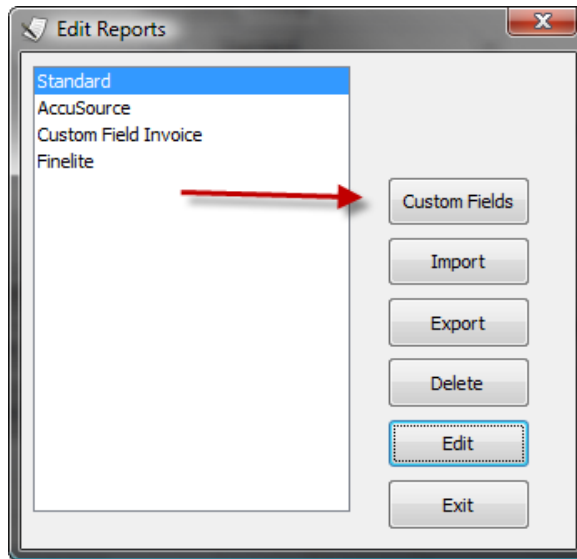 Edit Reports
Standard
AccuSource
Custom Field Invoice
Finelite
Custom Fields
Import
Export
Delete
Edit
Exit